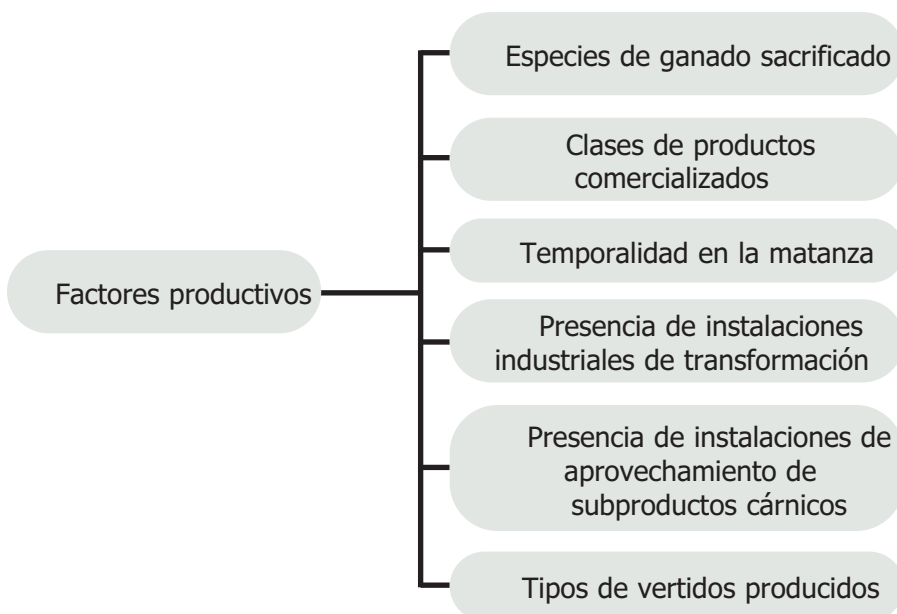 Especies de ganado sacrificado
Clases de productos
comercializados
Temporalidad en la matanza
Factores productivos
Presencia de instalaciones
industriales de transformación
Presencia de instalaciones de
aprovechamiento de
subproductos cárnicos
Tipos de vertidos producidos